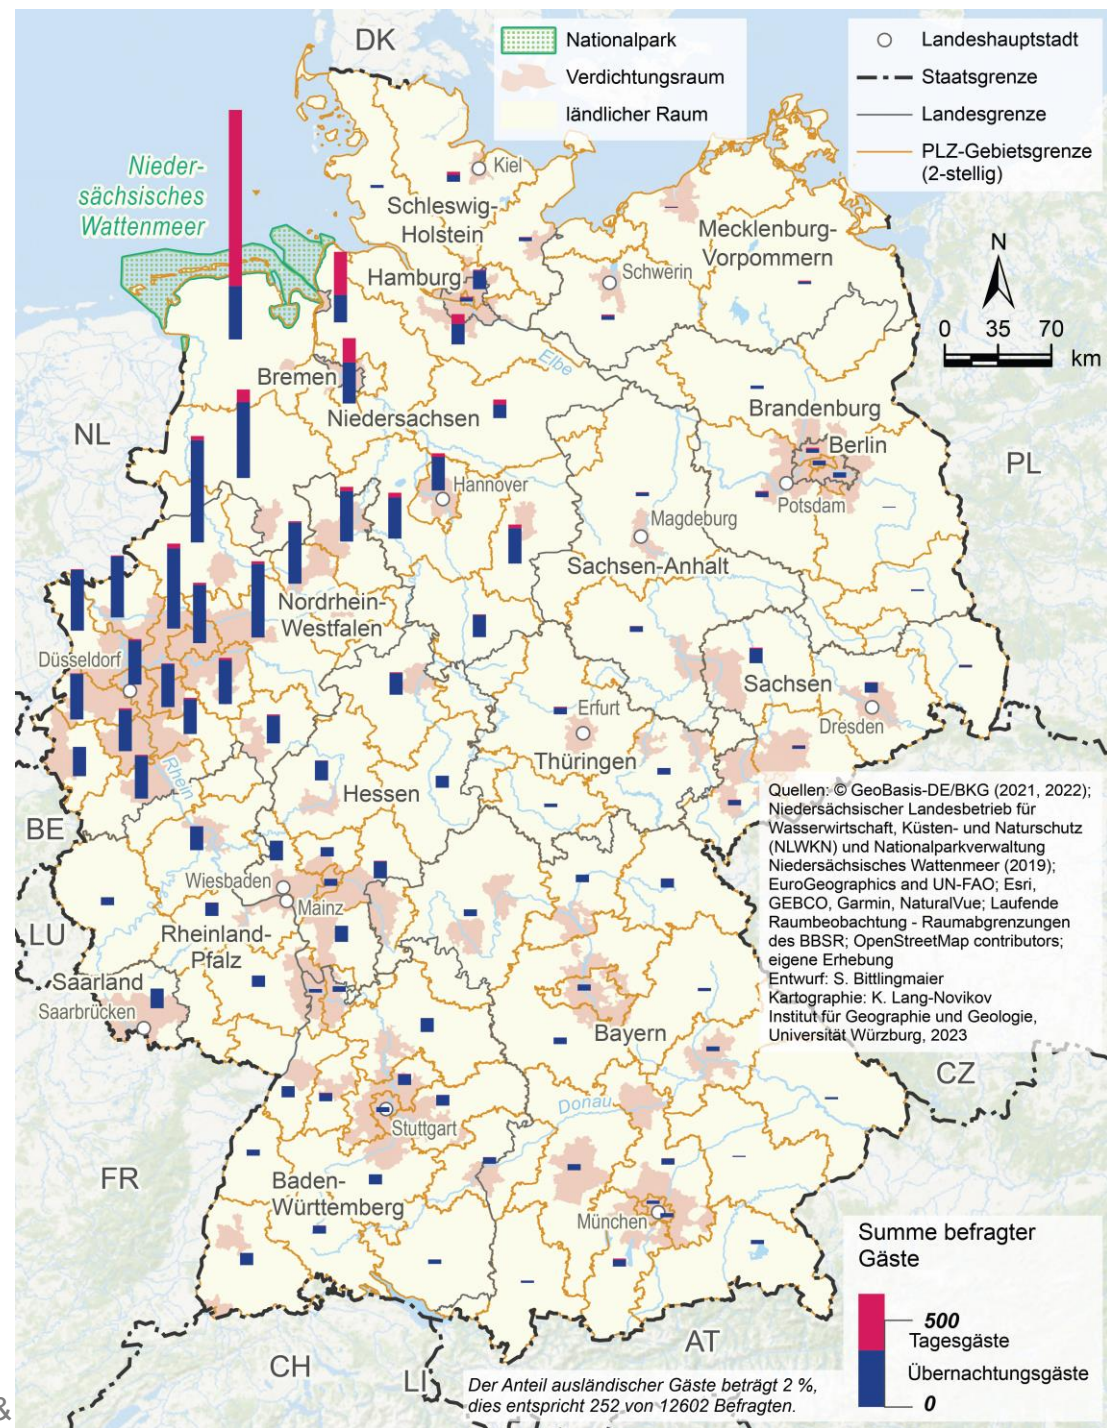 DK
Nationalpark
Verdichtungsraum
ländlicher Raum
Landeshauptstadt
Staatsgrenze
Landesgrenze
PLZ-Gebietsgrenze
(2-stellig)
Nieder-
sächsisches
Wattenmeer
Kiel
Schleswig-
Holstein
Mecklenburg-
Vorpommern
Hamburg
Schwerin
N
0 35 70
km
Elbe
Bremen
Niedersachsen
Brandenburg
Berlin
NL
PL
Hannover
Potsdam
Magdeburg
Sachsen-Anhalt
Nordrhein-
Westfalen
Düsseldorf
Sachsen
Erfurt
Dresden
Thüringen
Rhein
Hessen
BE
Wiesbaden
Mainz
LU
Rheinland-
Pfalz
Saarland
Saarbrücken
Quellen: © GeoBasis-DE/BKG (2021, 2022);
Niedersächsischer Landesbetrieb für
Wasserwirtschaft, Küsten- und Naturschutz
(NLWKN) und Nationalparkverwaltung
Niedersächsisches Wattenmeer (2019);
EuroGeographics and UN-FAO; Esri,
GEBCO, Garmin, NaturalVue; Laufende
Raumbeobachtung - Raumabgrenzungen
des BBSR; OpenStreetMap contributors;
eigene Erhebung
Entwurf: S. Bittlingmaier
Kartographie: K. Lang-Novikov
Institut für Geographie und Geologie,
Universität Würzburg, 2023
Bayern
CZ
Donau
Stuttgart
FR
Baden-
Württemberg
München
Summe befragter
Gäste
500
Tagesgäste
Übernachtungsgäste
0
AT
CH
LI
Der Anteil ausländischer Gäste beträgt 2 %,
dies entspricht 252 von 12602 Befragten.
&